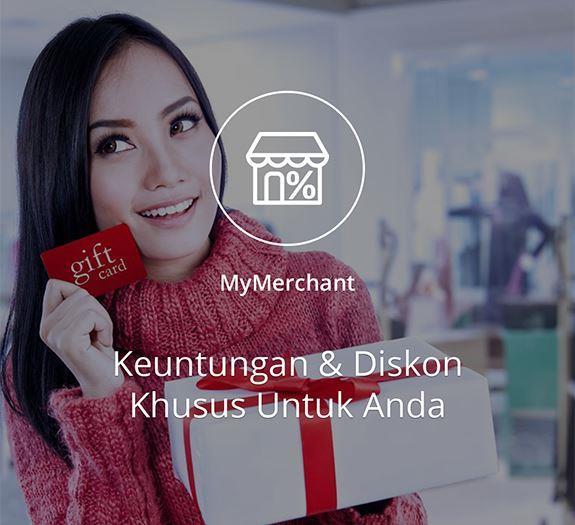 gift
card
%
MyMerchant
Keuntungan & Diskon
Khusus Untuk Anda